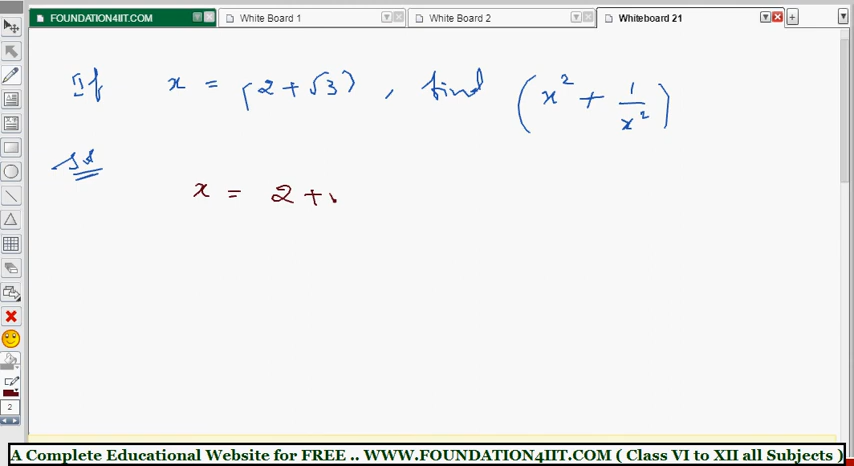 FOUNDATION4IIT.COM White Board 1 White Board 2 Whiteboard 21
If x = (2 + √3), find (x² + 1/x²)
Sol
x = 2 +
2
A Complete Educational Website for FREE .. WWW.FOUNDATION4IIT.COM ( Class VI to XII all Subjects )